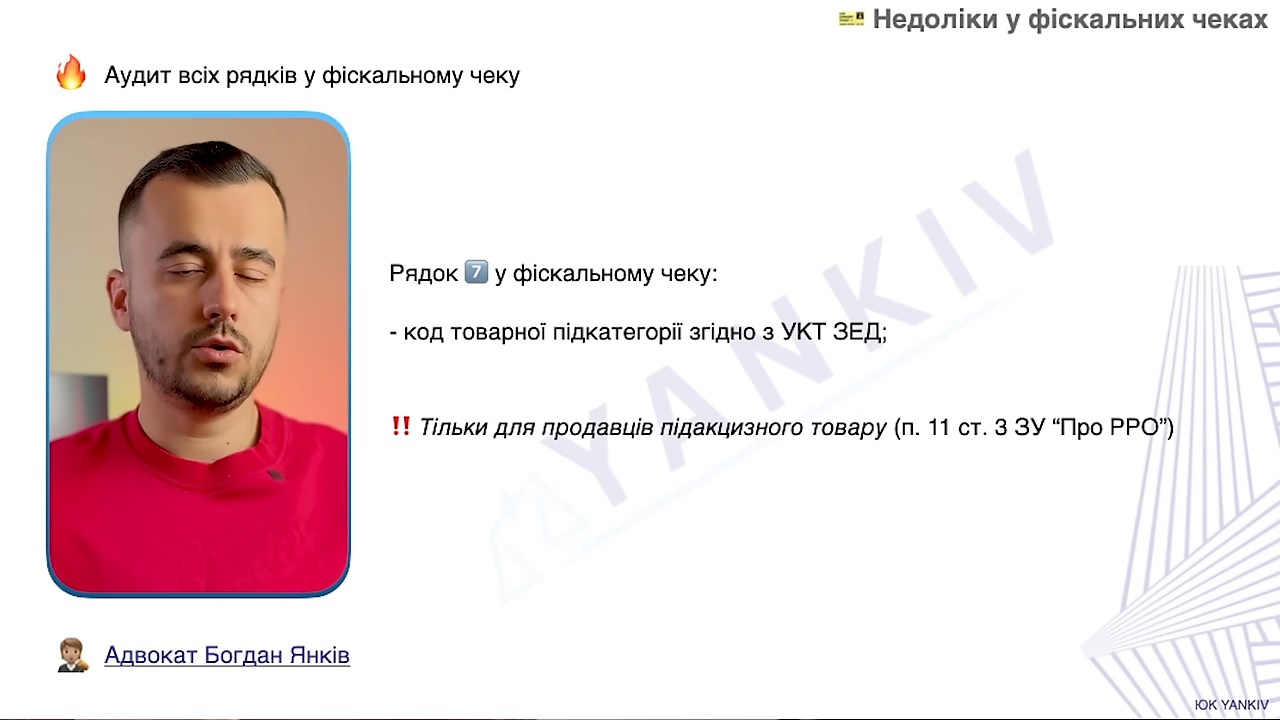 Недоліки у фіскальних чеках
Аудит всіх рядків у фіскальному чеку
Рядок 7 у фіскальному чеку:
- код товарної підкатегорії згідно з УКТ ЗЕД;
‼ Тільки для продавців підакцизного товару (п. 11 ст. 3 ЗУ “Про РРО”)
YANKIV
Адвокат Богдан Янків
ЮК YANKIV